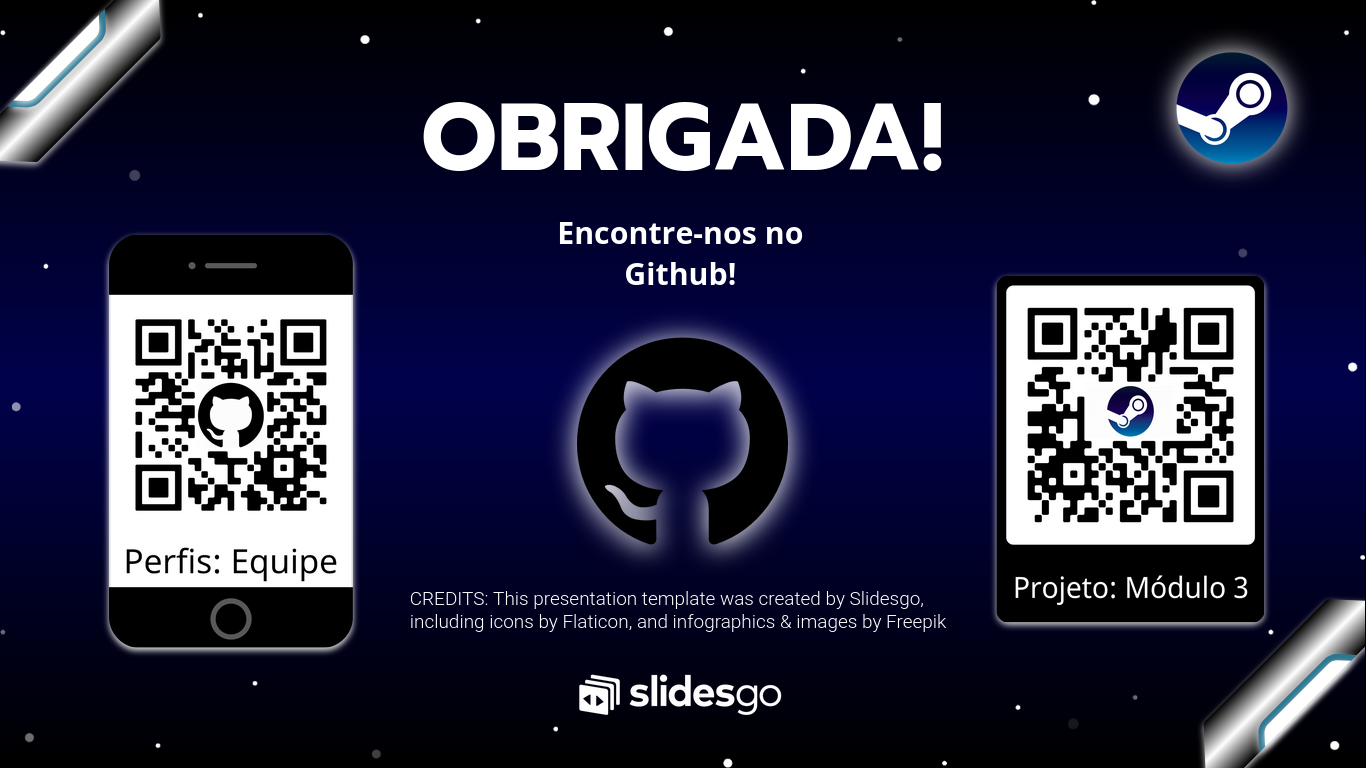 OBRIGADA!
Encontre-nos no
Github!
Perfis: Equipe
Projeto: Módulo 3
CREDITS: This presentation template was created by Slidesgo,
including icons by Flaticon, and infographics & images by Freepik
slidesgo